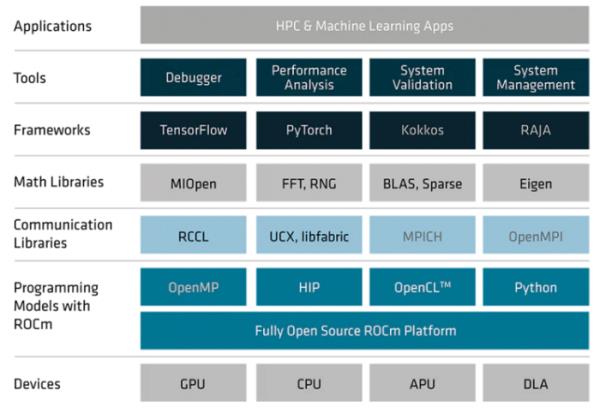 Applications
HPC & Machine Learning Apps
Tools
Debugger
Performance
Analysis
System
Validation
System
Management
Frameworks
TensorFlow
PyTorch
Kokkos
RAJA
Math Libraries
MIOpen
FFT, RNG
BLAS, Sparse
Eigen
Communication
Libraries
RCCL
UCX, libfabric
MPICH
OpenMPI
Programming
Models with
ROCm
OpenMP
HIP
OpenCL™
Python
Fully Open Source ROCm Platform
Devices
GPU
CPU
APU
DLA